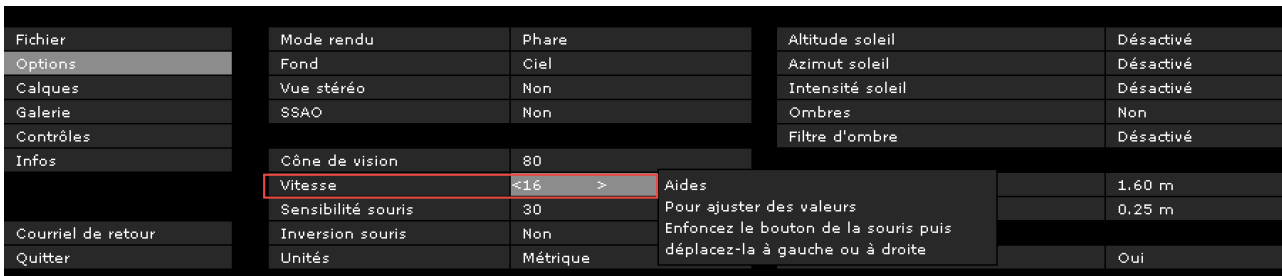 Fichier
Options
Calques
Galerie
Contrôles
Infos
Courriel de retour
Quitter
Mode rendu Phare
Fond Ciel
Vue stéréo Non
SSAO Non
Cône de vision 80
Vitesse <16 >
Sensibilité souris 30
Inversion souris Non
Unités Métrique
Aides
Pour ajuster des valeurs
Enfoncez le bouton de la souris puis
déplacez-la à gauche ou à droite
Altitude soleil Désactivé
Azimut soleil Désactivé
Intensité soleil Désactivé
Ombres Non
Filtre d'ombre Désactivé
1.60 m
0.25 m
Oui